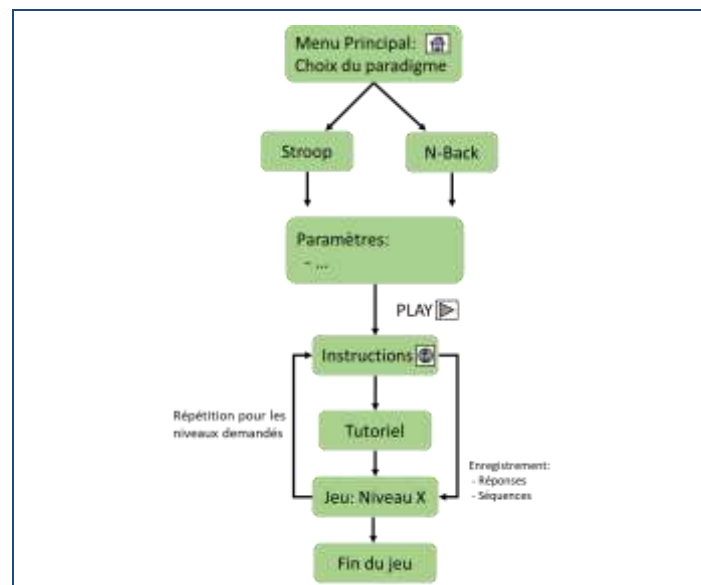 Menu Principal:
Choix du paradigme
Stroop
N-Back
Paramètres:
- ...
PLAY
Instructions
Répétition pour les
niveaux demandés
Tutoriel
Enregistrement:
- Réponses
- Séquences
Jeu: Niveau X
Fin du jeu